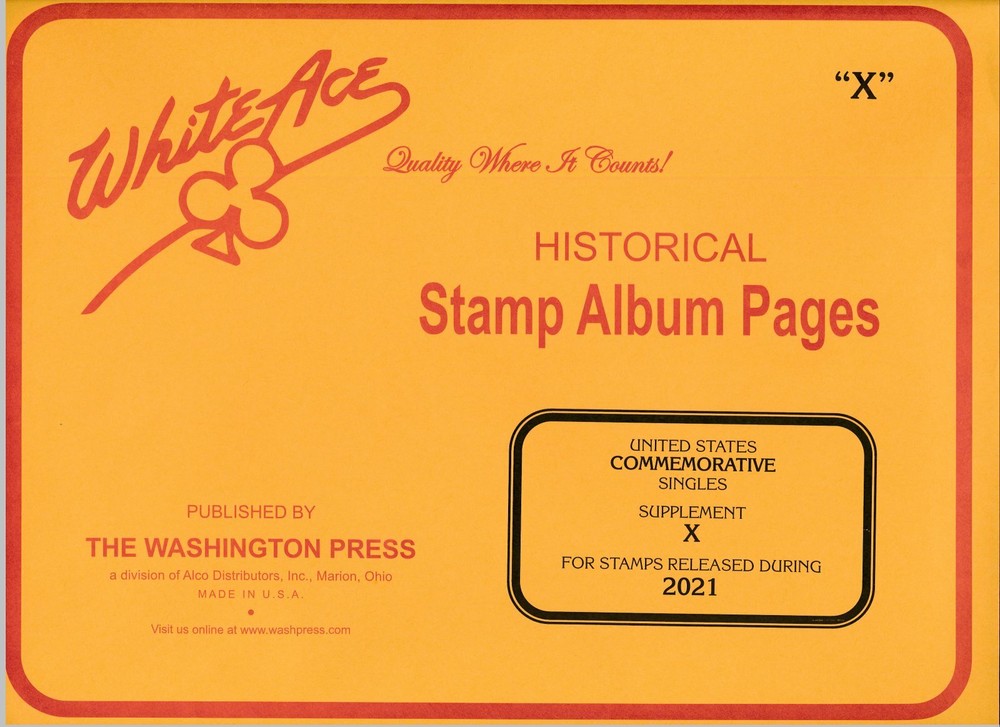 White Ace
"X"
Quality Where It Counts!
HISTORICAL
Stamp Album Pages
UNITED STATES
COMMEMORATIVE
SINGLES
SUPPLEMENT
X
FOR STAMPS RELEASED DURING
2021
PUBLISHED BY
THE WASHINGTON PRESS
a division of Alco Distributors, Inc., Marion, Ohio
MADE IN U.S.A.
•
Visit us online at www.washpress.com